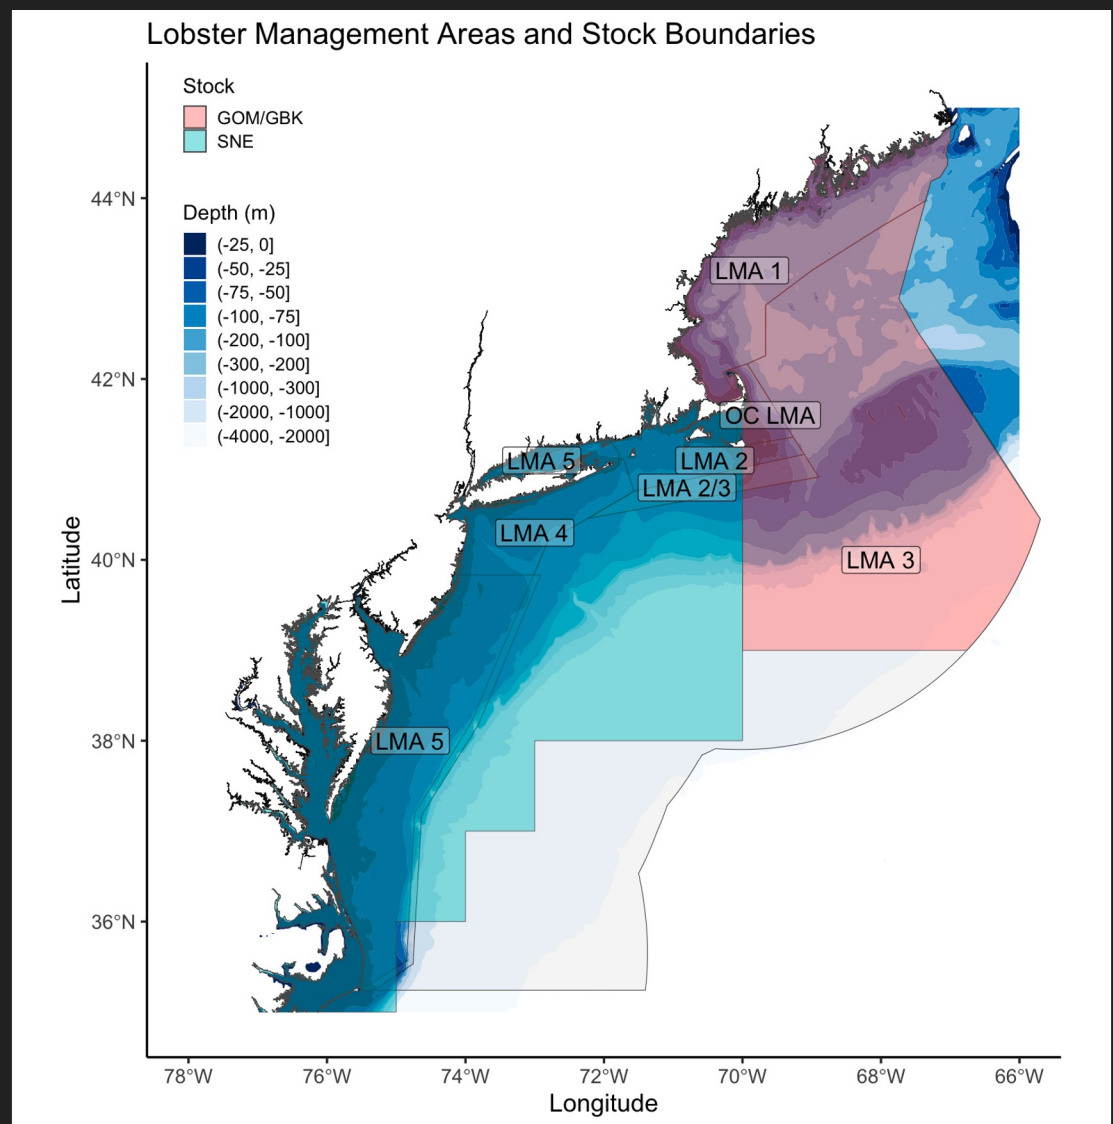 Lobster Management Areas and Stock Boundaries
Stock
GOM/GBK
SNE
Depth (m)
(-25, 0]
(-50, -25]
(-75, -50]
(-100, -75]
(-200, -100]
(-300, -200]
(-1000, -300]
(-2000, -1000]
(-4000, -2000]
44°N
42°N
40°N
38°N
36°N
Latitude
LMA 1
OC LMA
LMA 5
LMA 2
LMA 2/3
LMA 4
LMA 3
LMA 5
78°W
76°W
74°W
72°W
70°W
68°W
66°W
Longitude